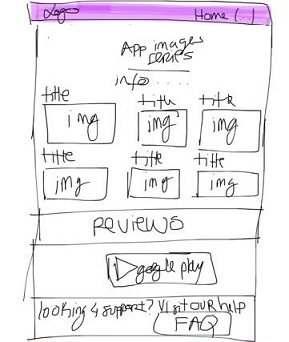 Logo Home (...)
App images
series
info ....
title title title
img img img
title title title
img img img
REVIEWS
google play
looking 4 support? Visit our help
FAQ